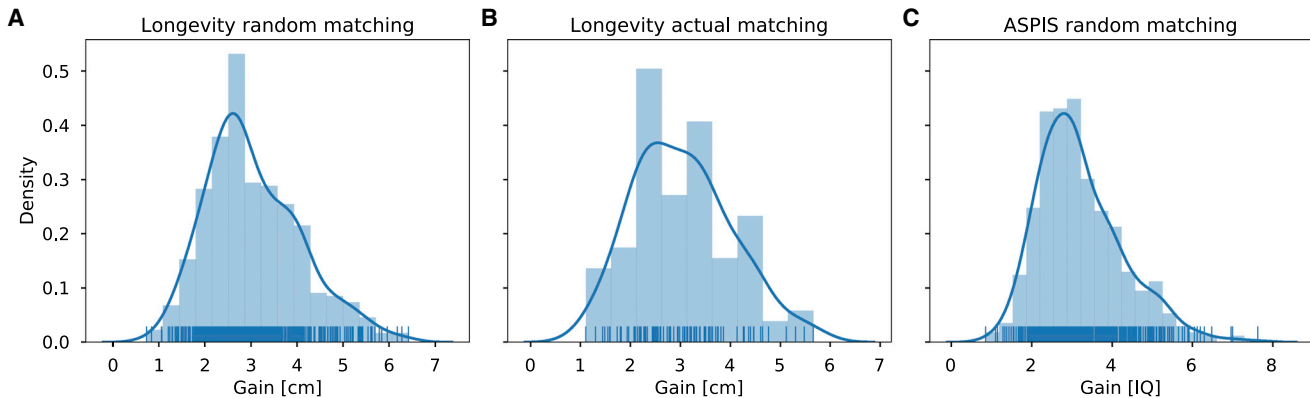 A
Longevity random matching
0.5
0.4
0.3
0.2
0.1
0.0
Density
0 1 2 3 4 5 6 7
Gain [cm]
B
Longevity actual matching
0 1 2 3 4 5 6 7
Gain [cm]
C
ASPIS random matching
0 2 4 6 8
Gain [IQ]